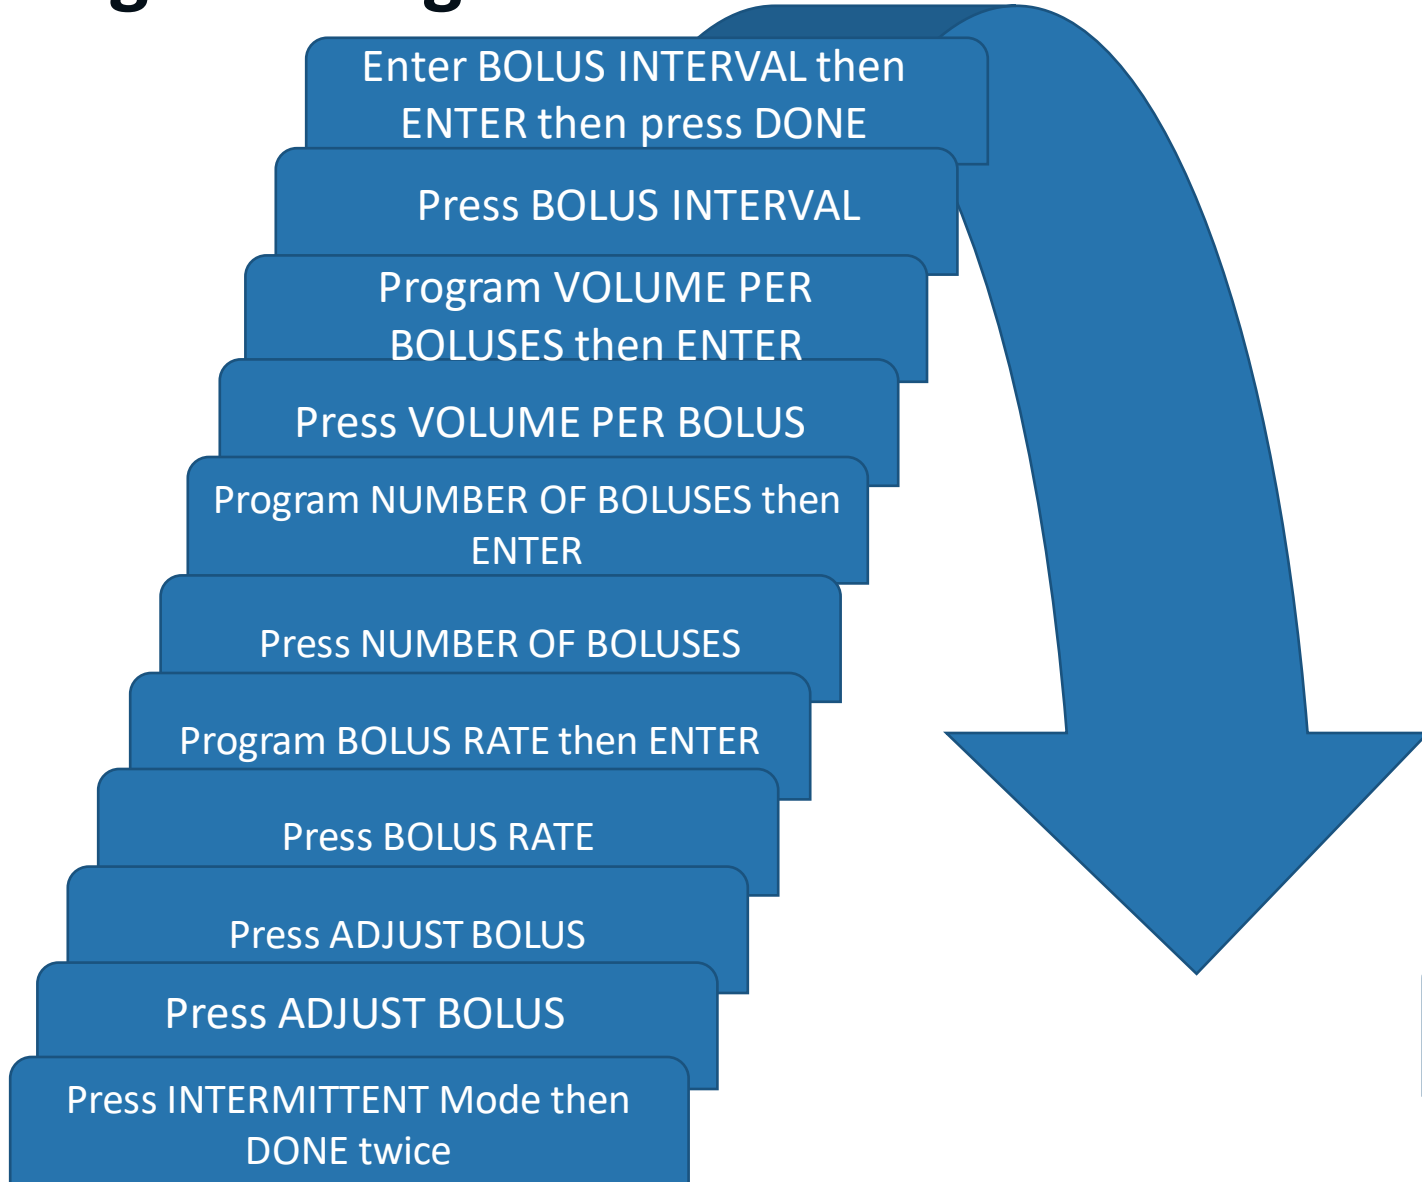 Enter BOLUS INTERVAL then
ENTER then press DONE
Press BOLUS INTERVAL
Program VOLUME PER
BOLUSES then ENTER
Press VOLUME PER BOLUS
Program NUMBER OF BOLUSES then
ENTER
Press NUMBER OF BOLUSES
Program BOLUS RATE then ENTER
Press BOLUS RATE
Press ADJUST BOLUS
Press ADJUST BOLUS
Press INTERMITTENT Mode then
DONE twice